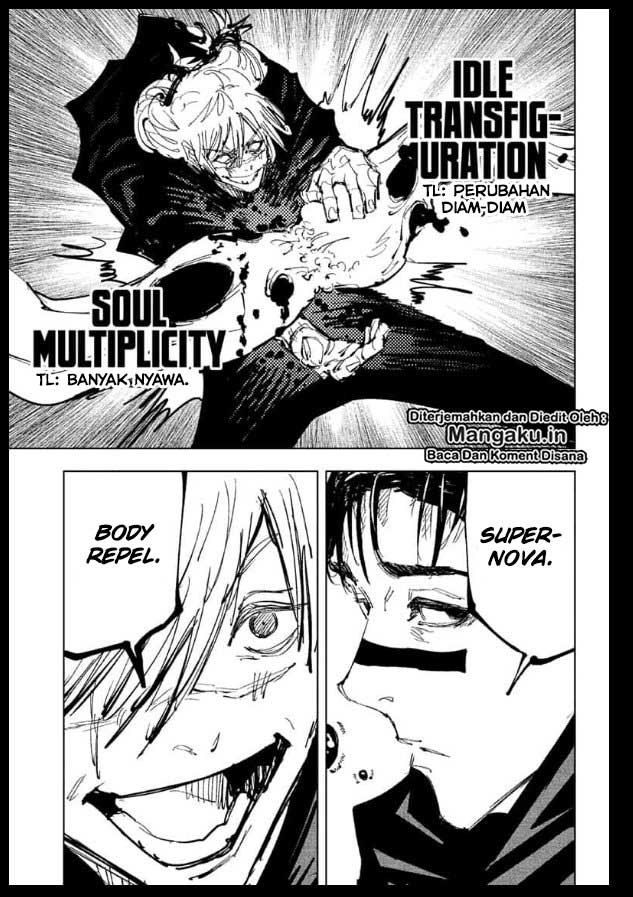 IDLE
TRANSFIG-
URATION
TL: PERUBAHAN
DIAM-DIAM
SOUL
MULTIPLICITY
TL: BANYAK NYAWA.
Diterjemahkan dan Diedit Oleh:
Mangaku.in
Baca Dan Koment Disana
BODY
REPEL.
SUPER-
NOVA.